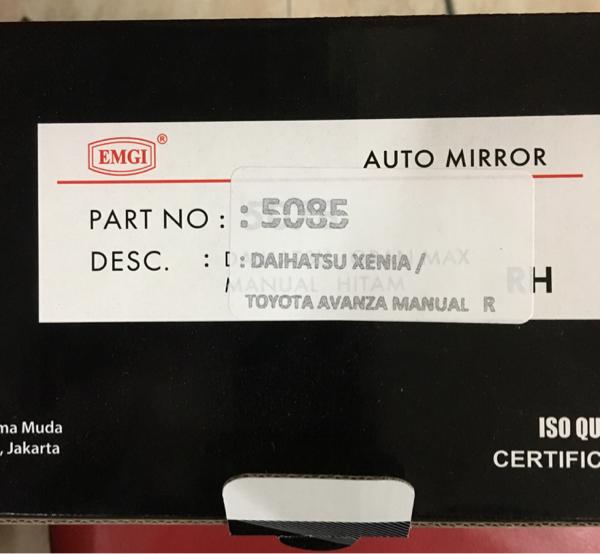 EMGI ®
AUTO MIRROR
PART NO : : 5085
DESC. : D: DAIHATSU XENIA / MAX
MANUAL HITAM RH
TOYOTA AVANZA MANUAL R
ma Muda
, Jakarta
ISO QU
CERTIFIC